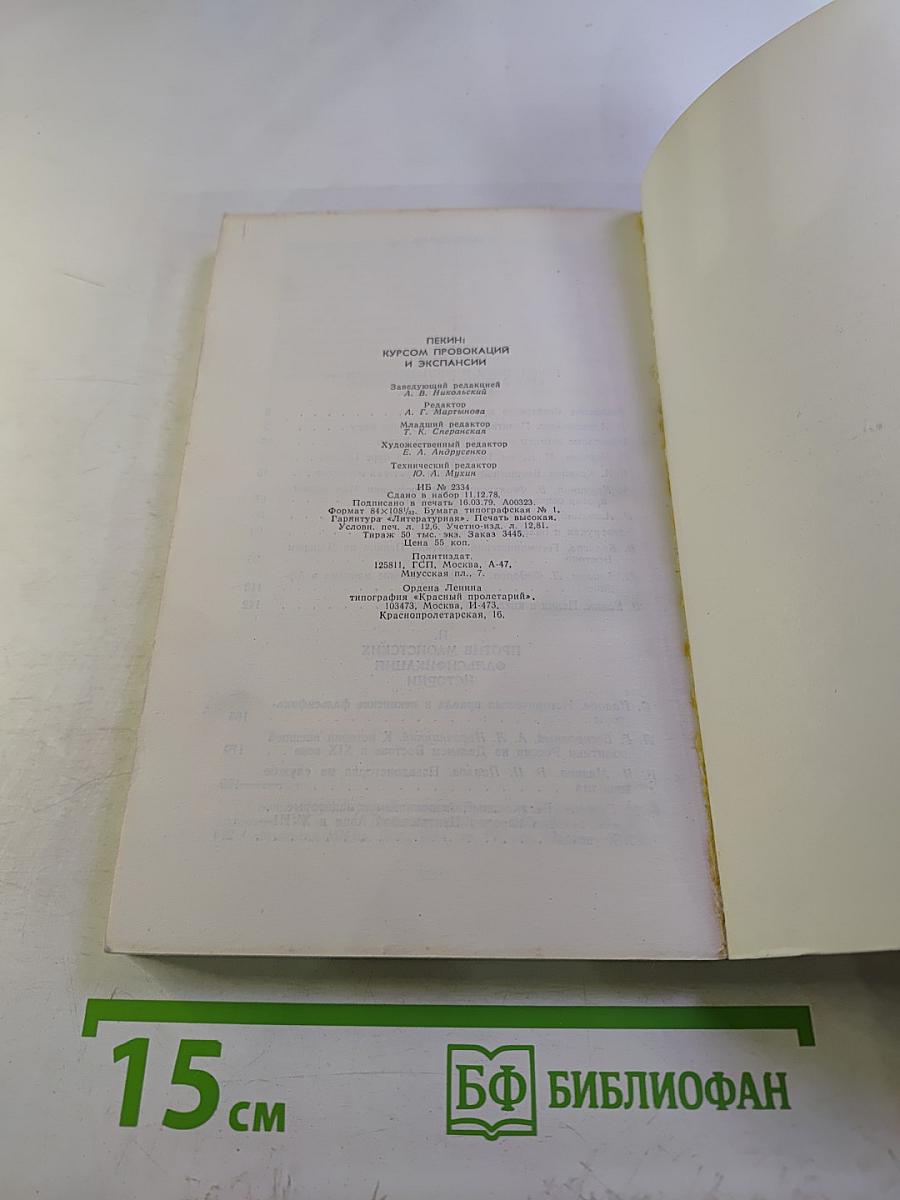 ПЕКИН:
КУРСОМ ПРОВОКАЦИЙ
И ЭКСПАНСИИ
Заведующий редакцией
А. В. Никольский
Редактор
А. Г. Мартынова
Младший редактор
Т. К. Сперанская
Художественный редактор
Е. А. Андрусенко
Технический редактор
Ю. А. Мухин
ИБ № 2334
Сдано в набор 11.12.78.
Подписано в печать 16.03.79. А00323.
Формат 84×108¹/₃₂. Бумага типографская № 1.
Гарнитура «Литературная». Печать высокая.
Условн. печ. л. 12,6. Учетно-изд. л. 12,81.
Тираж 50 тыс. экз. Заказ 3445.
Цена 55 коп.
Политиздат.
125811, ГСП, Москва, А-47,
Миусская пл., 7.
Ордена Ленина
типография «Красный пролетарий».
103473, Москва, И-473,
Краснопролетарская, 16.
15 см
БФ БИБЛИОФАН